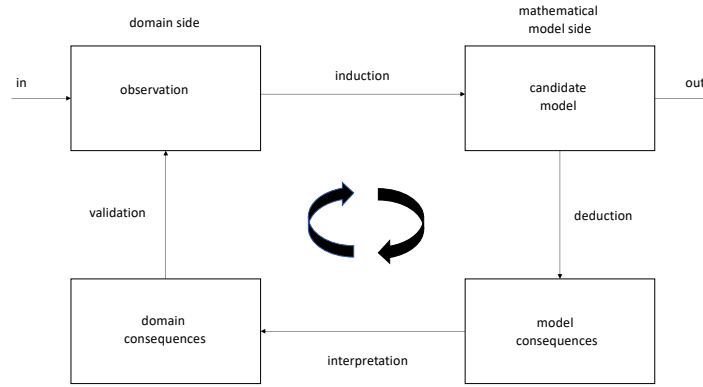 domain side
mathematical
model side
in
observation
induction
candidate
model
out
validation
deduction
domain
consequences
interpretation
model
consequences